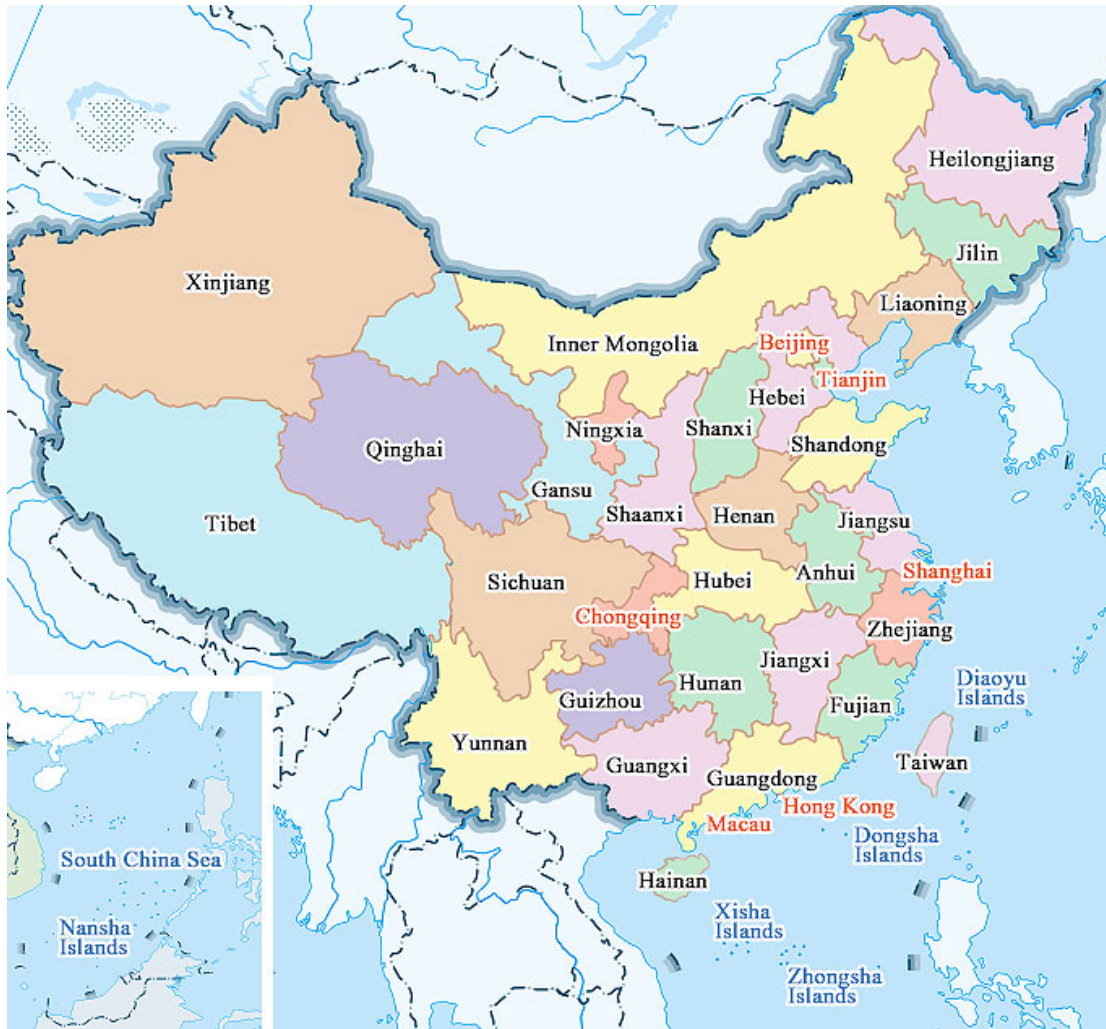 Heilongjiang
Jilin
Xinjiang
Liaoning
Inner Mongolia
Beijing
Tianjin
Hebei
Ningxia
Shanxi
Shandong
Qinghai
Gansu
Shaanxi
Henan
Jiangsu
Tibet
Sichuan
Hubei
Anhui
Shanghai
Chongqing
Zhejiang
Jiangxi
Guizhou
Hunan
Fujian
Diaoyu
Islands
Yunnan
Guangxi
Guangdong
Taiwan
Hong Kong
Macau
Dongsha
Islands
South China Sea
Hainan
Xisha
Islands
Nansha
Islands
Zhongsha
Islands